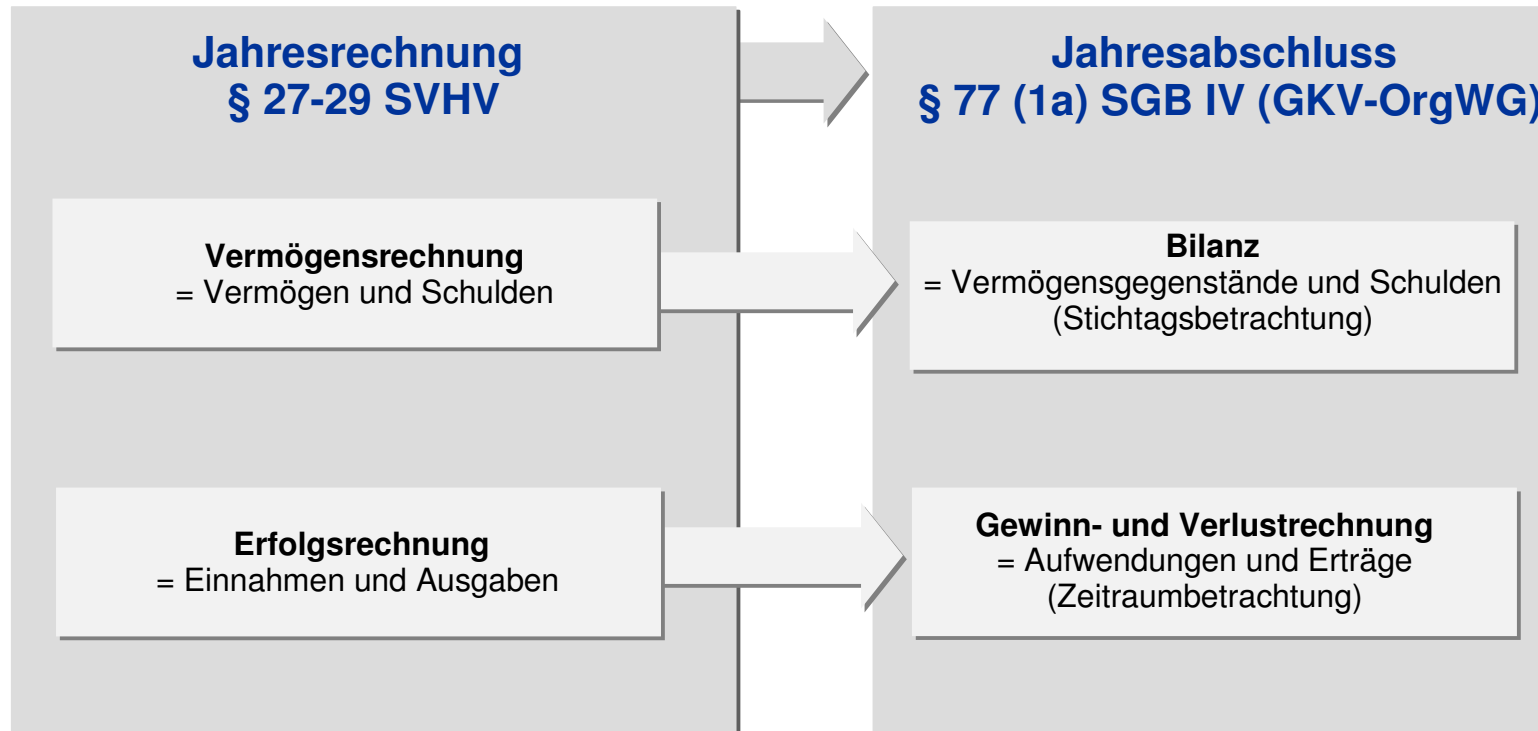 Jahresrechnung
§ 27-29 SVHV
Vermögensrechnung
= Vermögen und Schulden
Erfolgsrechnung
= Einnahmen und Ausgaben
Jahresabschluss
§ 77 (1a) SGB IV (GKV-OrgWG)
Bilanz
= Vermögensgegenstände und Schulden
(Stichtagsbetrachtung)
Gewinn- und Verlustrechnung
= Aufwendungen und Erträge
(Zeitraumbetrachtung)